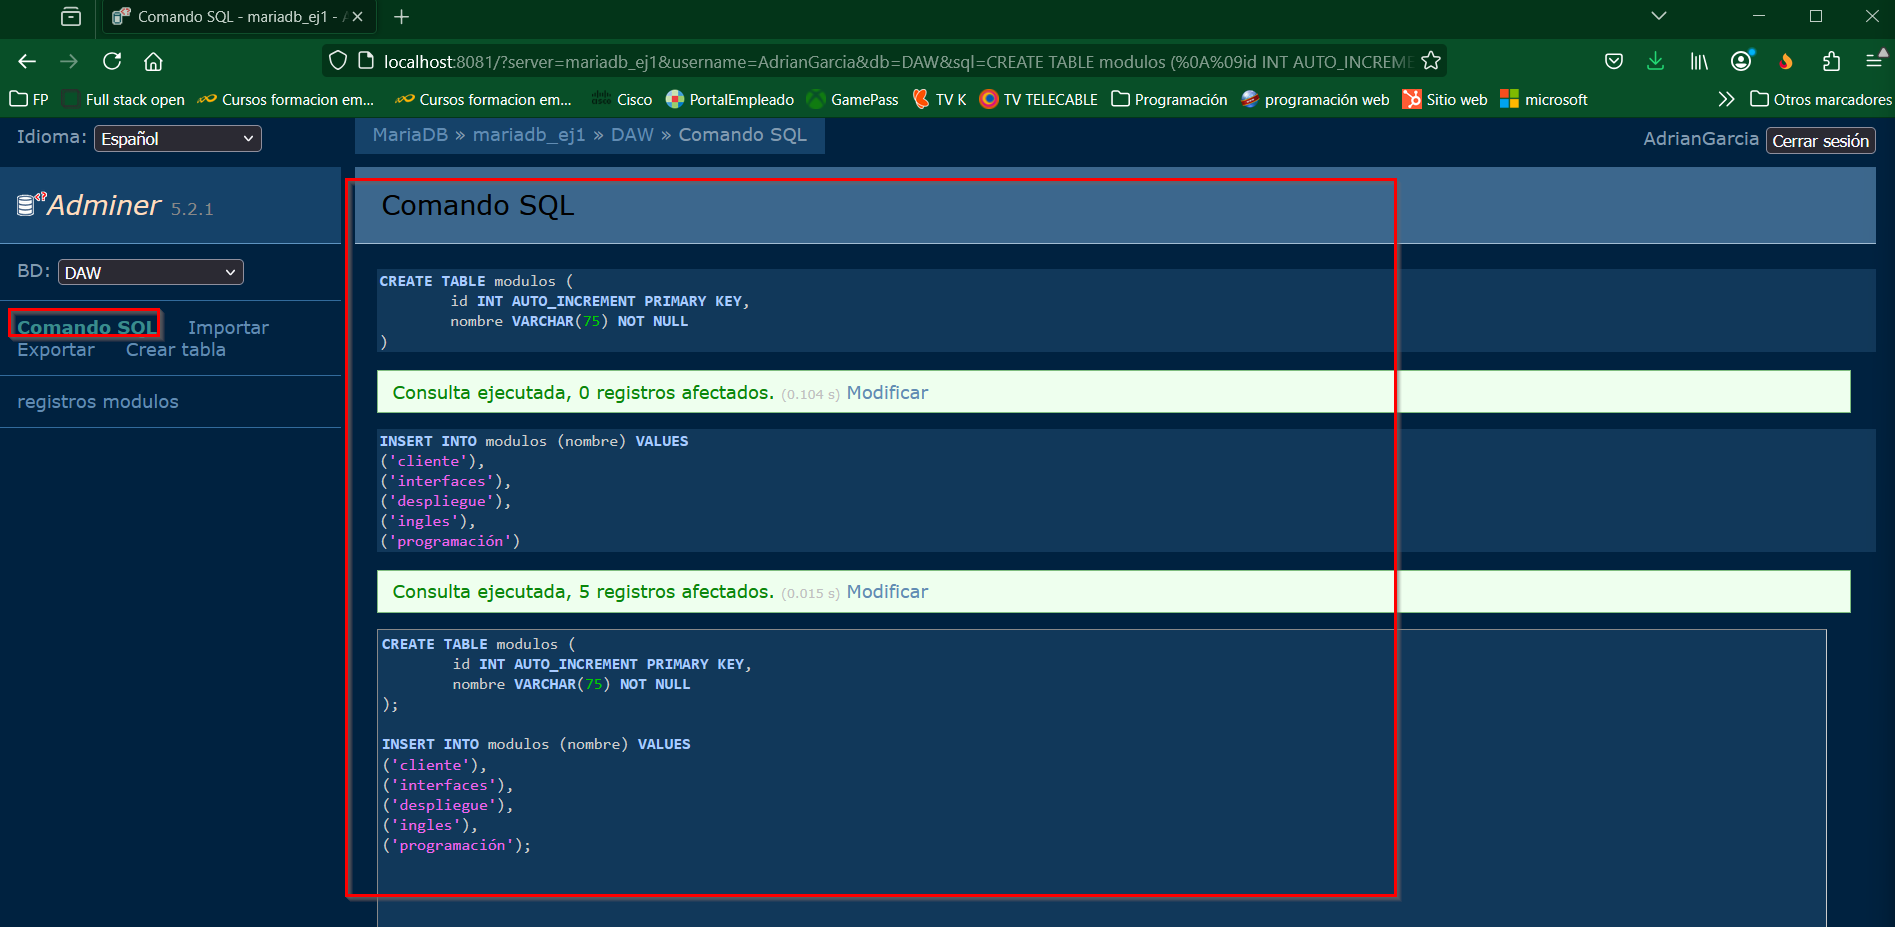 Comando SQL - mariadb_ej1 - A
localhost:8081/?server=mariadb_ej1&username=AdrianGarcia&db=DAW&sql=CREATE TABLE modulos (%0A%09id INT AUTO_INCREME
FP Full stack open Cursos formacion em... Cursos formacion em... Cisco PortalEmpleado GamePass TV K TV TELECABLE Programación programación web Sitio web microsoft Otros marcadores
Idioma: Español
MariaDB » mariadb_ej1 » DAW » Comando SQL
AdrianGarcia Cerrar sesión
Adminer 5.2.1
BD: DAW
Comando SQL Importar
Exportar Crear tabla
registros modulos
Comando SQL
CREATE TABLE modulos (
id INT AUTO_INCREMENT PRIMARY KEY,
nombre VARCHAR(75) NOT NULL
)
Consulta ejecutada, 0 registros afectados. (0.104 s) Modificar
INSERT INTO modulos (nombre) VALUES
('cliente'),
('interfaces'),
('despliegue'),
('ingles'),
('programación')
Consulta ejecutada, 5 registros afectados. (0.015 s) Modificar
CREATE TABLE modulos (
id INT AUTO_INCREMENT PRIMARY KEY,
nombre VARCHAR(75) NOT NULL
);
INSERT INTO modulos (nombre) VALUES
('cliente'),
('interfaces'),
('despliegue'),
('ingles'),
('programación');